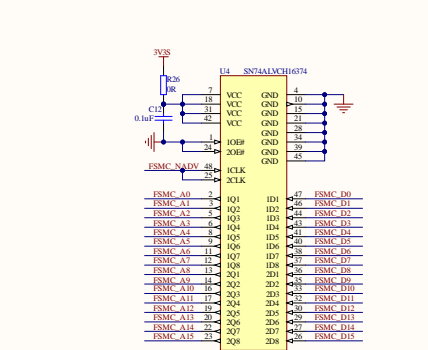 3V3S
U4 SN74ALVCH16374
R26
0R
C12
0.1uF
7 VCC GND 4
18 VCC GND 10
31 VCC GND 15
42 VCC GND 21
GND 28
1 1OE# GND 34
24 2OE# GND 39
GND 45
FSMC_NADV 48 1CLK
25 2CLK
FSMC_A0 2 1Q1 1D1 47 FSMC_D0
FSMC_A1 3 1Q2 1D2 46 FSMC_D1
FSMC_A2 5 1Q3 1D3 44 FSMC_D2
FSMC_A3 6 1Q4 1D4 43 FSMC_D3
FSMC_A4 8 1Q5 1D5 41 FSMC_D4
FSMC_A5 9 1Q6 1D6 40 FSMC_D5
FSMC_A6 11 1Q7 1D7 38 FSMC_D6
FSMC_A7 12 1Q8 1D8 37 FSMC_D7
FSMC_A8 13 2Q1 2D1 36 FSMC_D8
FSMC_A9 14 2Q2 2D2 35 FSMC_D9
FSMC_A10 16 2Q3 2D3 33 FSMC_D10
FSMC_A11 17 2Q4 2D4 32 FSMC_D11
FSMC_A12 19 2Q5 2D5 30 FSMC_D12
FSMC_A13 20 2Q6 2D6 29 FSMC_D13
FSMC_A14 22 2Q7 2D7 27 FSMC_D14
FSMC_A15 23 2Q8 2D8 26 FSMC_D15